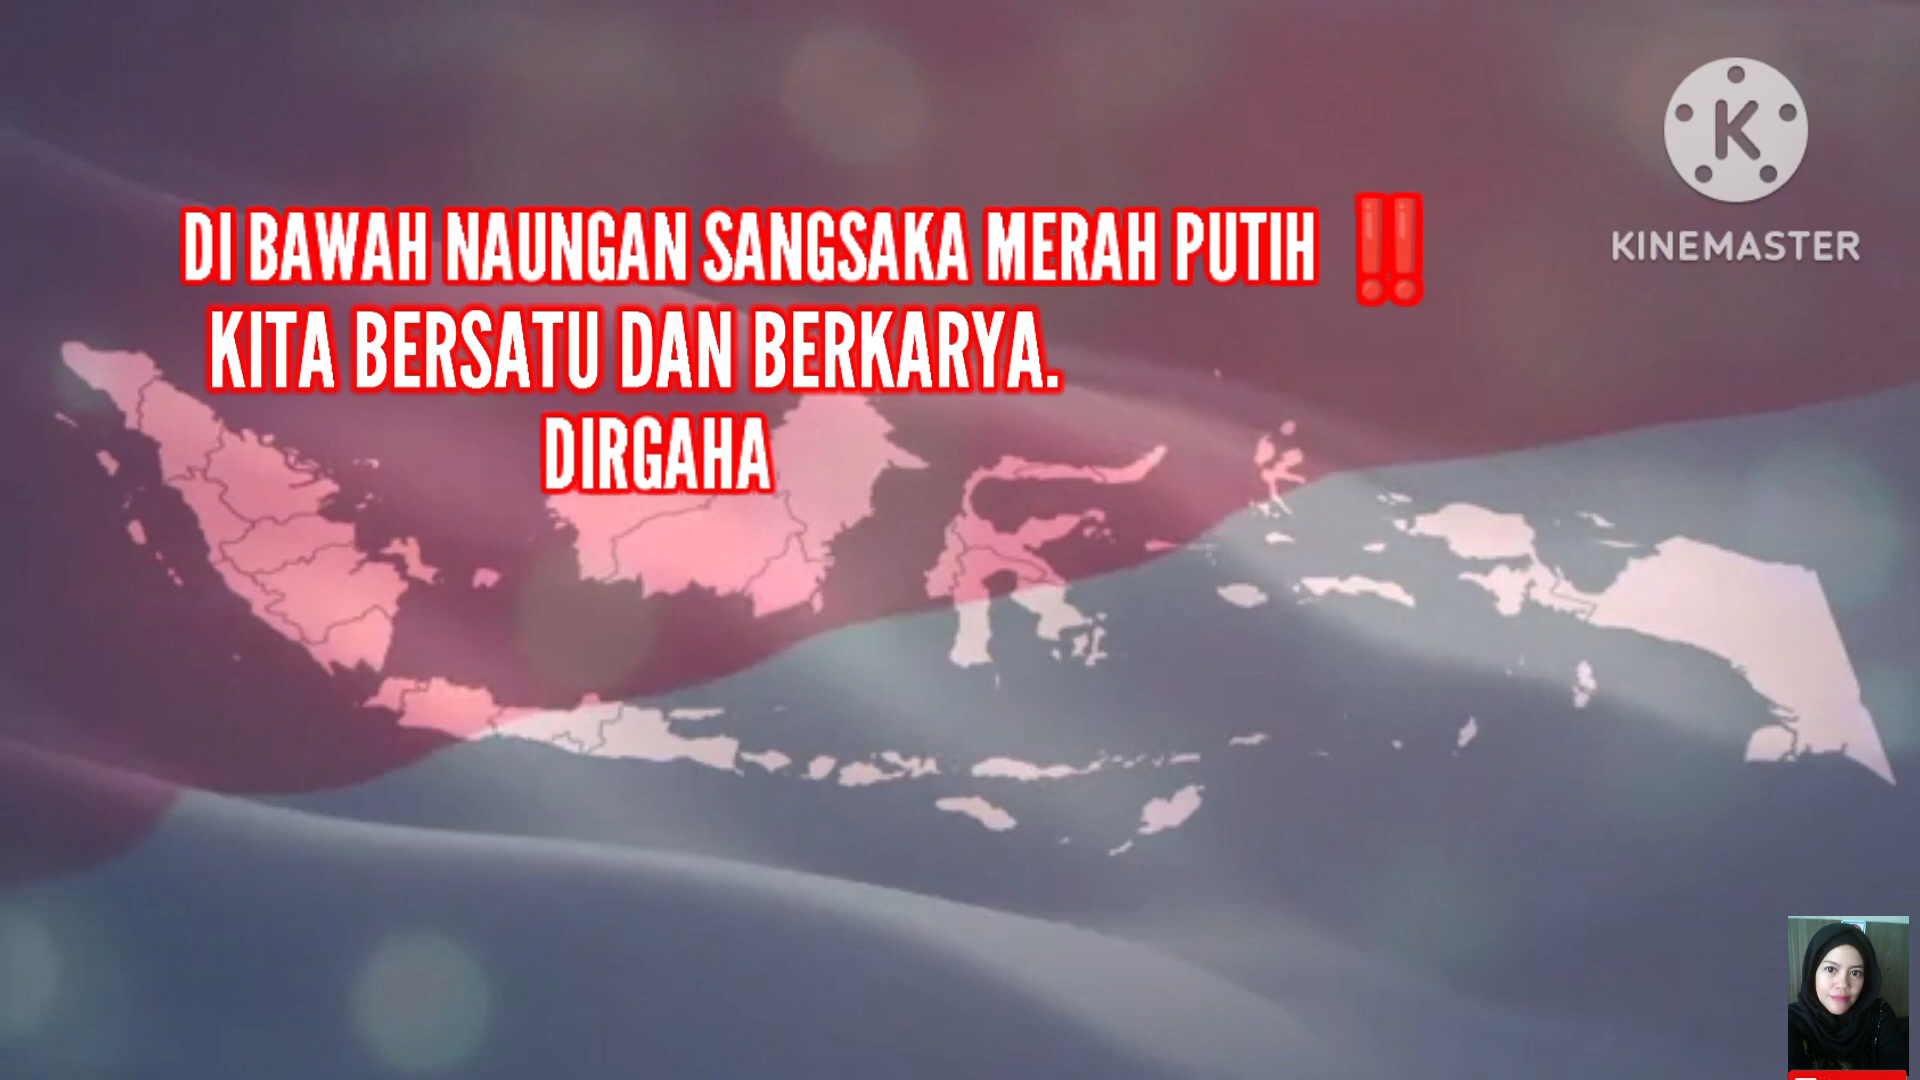 DI BAWAH NAUNGAN SANGSAKA MERAH PUTIH ‼️
KITA BERSATU DAN BERKARYA.
DIRGAHA
K
KINEMASTER